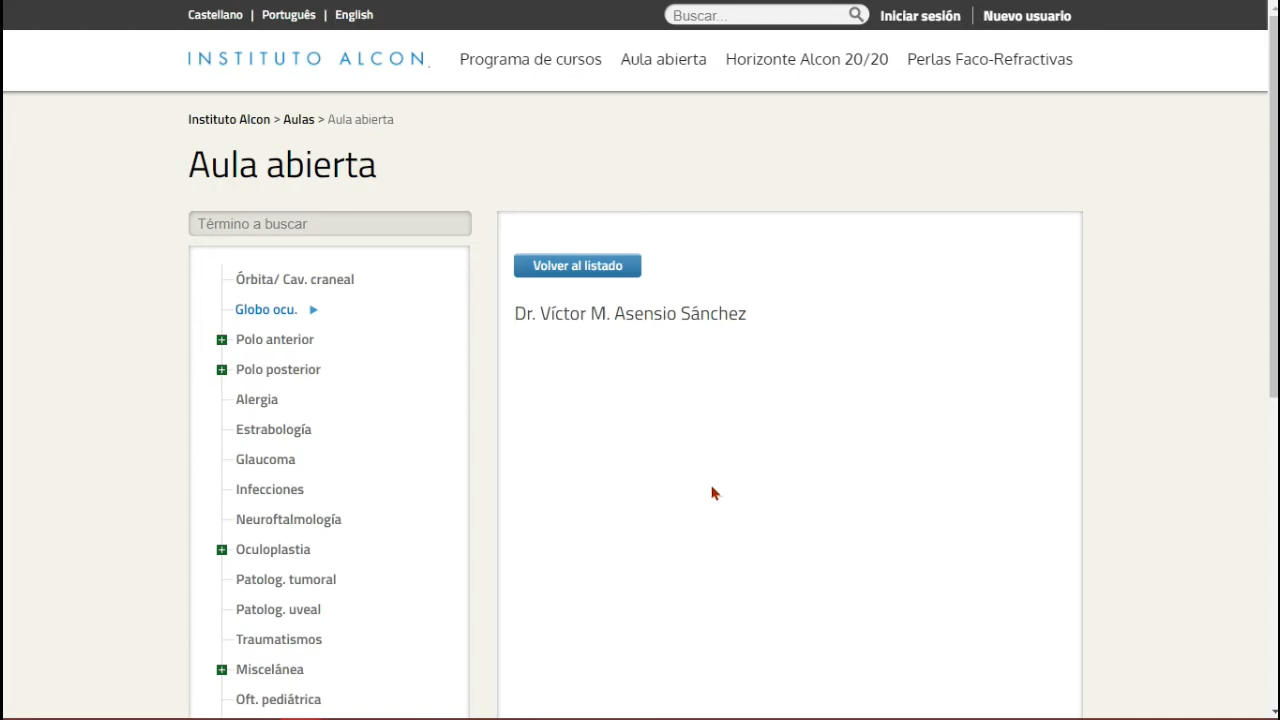 Castellano | Português | English
Buscar...
Iniciar sesión | Nuevo usuario
INSTITUTO ALCON
Programa de cursos
Aula abierta
Horizonte Alcon 20/20
Perlas Faco-Refractivas
Instituto Alcon > Aulas > Aula abierta
Aula abierta
Término a buscar
Órbita/ Cav. craneal
Globo ocu.
Polo anterior
Polo posterior
Alergia
Estrabología
Glaucoma
Infecciones
Neuroftalmología
Oculoplastia
Patolog. tumoral
Patolog. uveal
Traumatismos
Miscelánea
Oft. pediátrica
Volver al listado
Dr. Víctor M. Asensio Sánchez